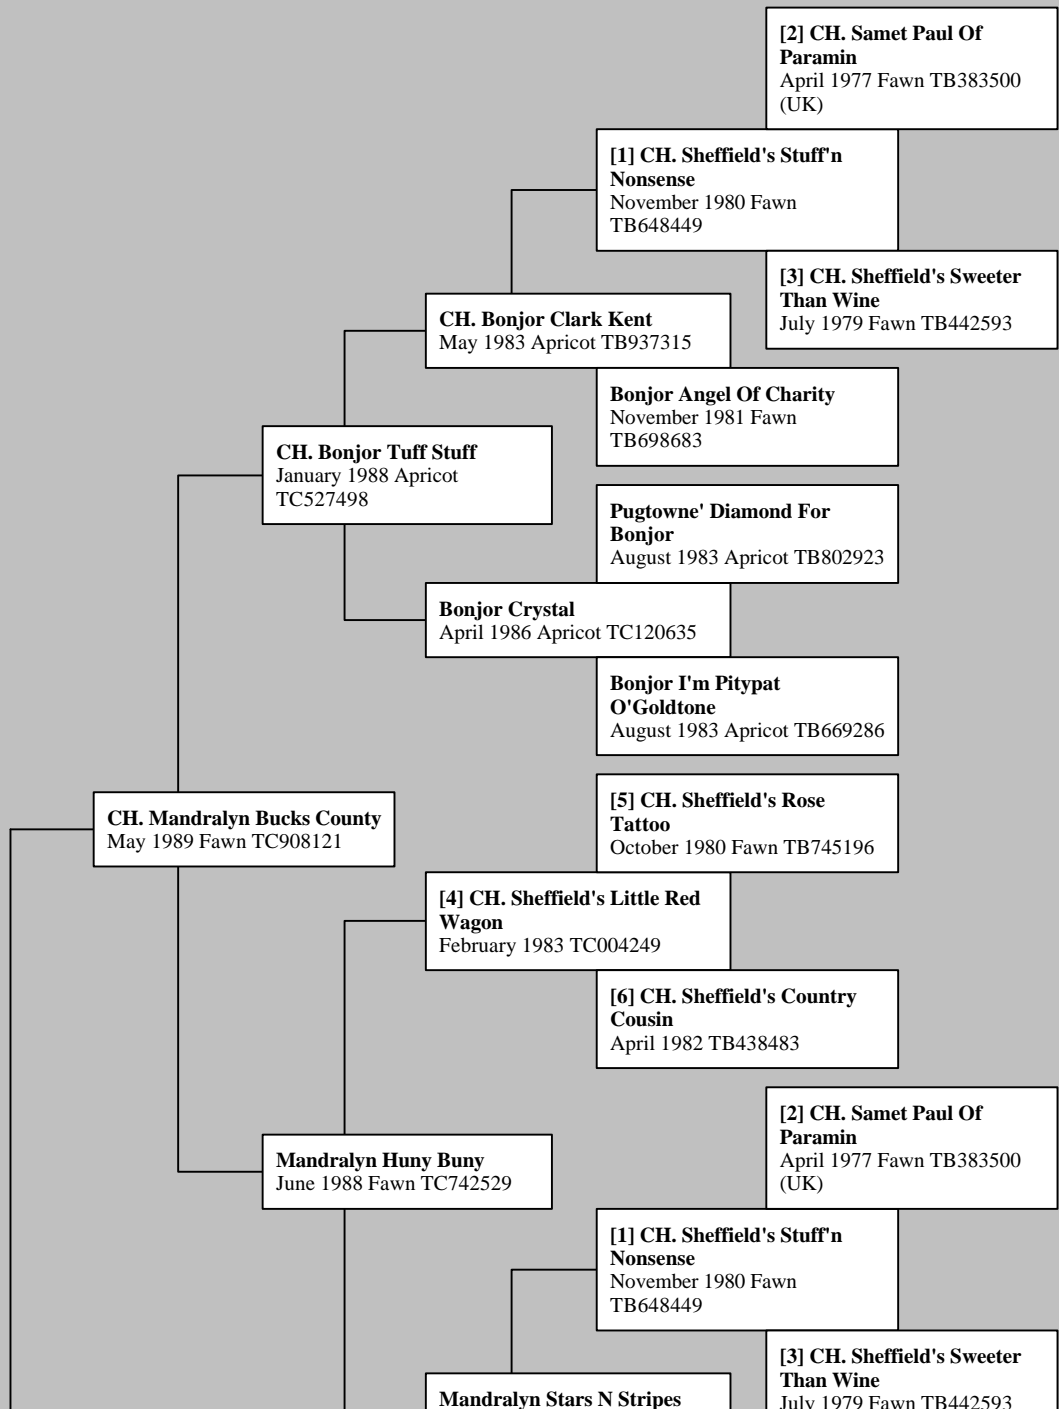 [2] CH. Samet Paul Of
Paramin
April 1977 Fawn TB383500
(UK)
[1] CH. Sheffield's Stuff'n
Nonsense
November 1980 Fawn
TB648449
[3] CH. Sheffield's Sweeter
Than Wine
July 1979 Fawn TB442593
CH. Bonjor Clark Kent
May 1983 Apricot TB937315
Bonjor Angel Of Charity
November 1981 Fawn
TB698683
CH. Bonjor Tuff Stuff
January 1988 Apricot
TC527498
Pugtowne' Diamond For
Bonjor
August 1983 Apricot TB802923
Bonjor Crystal
April 1986 Apricot TC120635
Bonjor I'm Pitypat
O'Goldtone
August 1983 Apricot TB669286
CH. Mandralyn Bucks County
May 1989 Fawn TC908121
[5] CH. Sheffield's Rose
Tattoo
October 1980 Fawn TB745196
[4] CH. Sheffield's Little Red
Wagon
February 1983 TC004249
[6] CH. Sheffield's Country
Cousin
April 1982 TB438483
Mandralyn Huny Buny
June 1988 Fawn TC742529
[2] CH. Samet Paul Of
Paramin
April 1977 Fawn TB383500
(UK)
[1] CH. Sheffield's Stuff'n
Nonsense
November 1980 Fawn
TB648449
[3] CH. Sheffield's Sweeter
Than Wine
July 1979 Fawn TB442593
Mandralyn Stars N Stripes